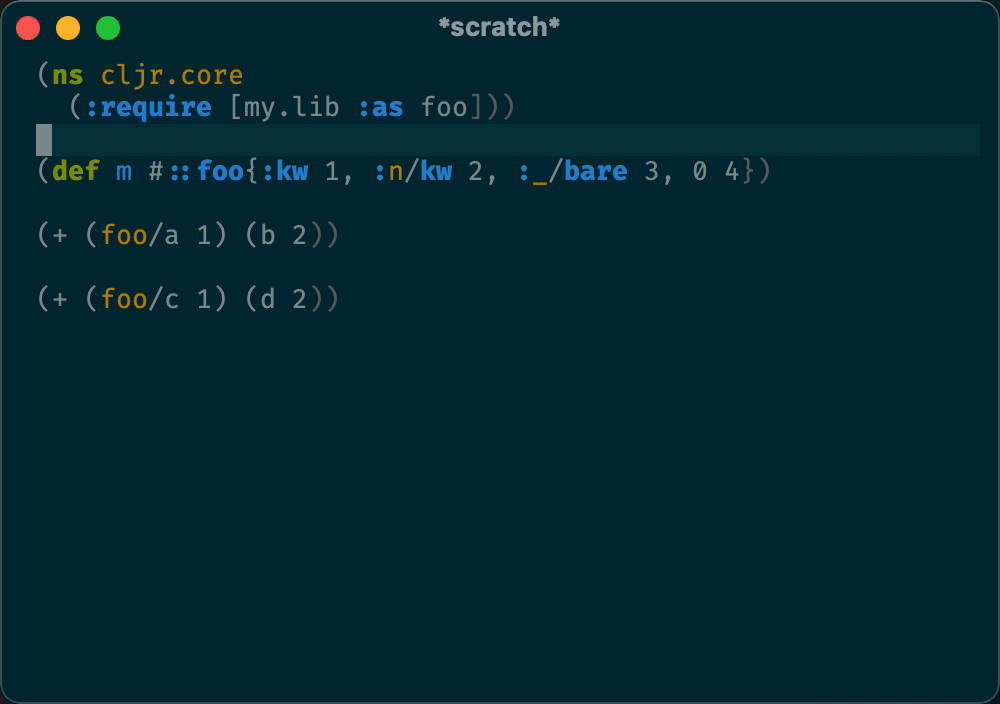 *scratch*
(ns cljr.core
  (:require [my.lib :as foo]))
(def m #::foo{:kw 1, :n/kw 2, :_/bare 3, 0 4})
(+ (foo/a 1) (b 2))
(+ (foo/c 1) (d 2))